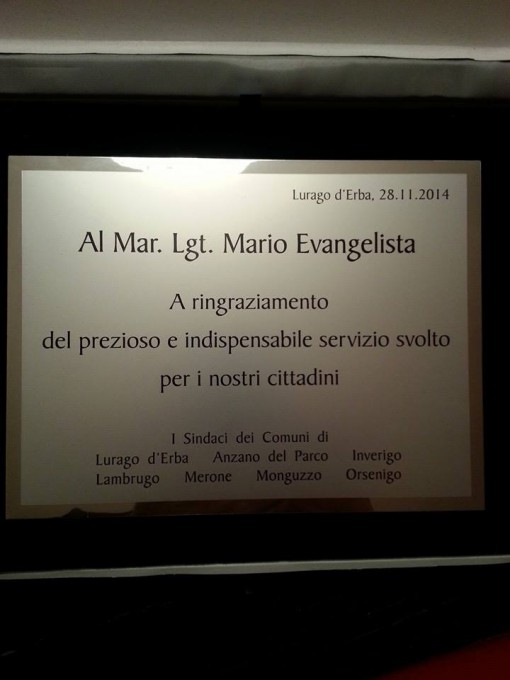 Lurago d'Erba, 28.11.2014
Al Mar. Lgt. Mario Evangelista
A ringraziamento
del prezioso e indispensabile servizio svolto
per i nostri cittadini
I Sindaci dei Comuni di
Lurago d'Erba Anzano del Parco Inverigo
Lambrugo Merone Monguzzo Orsenigo